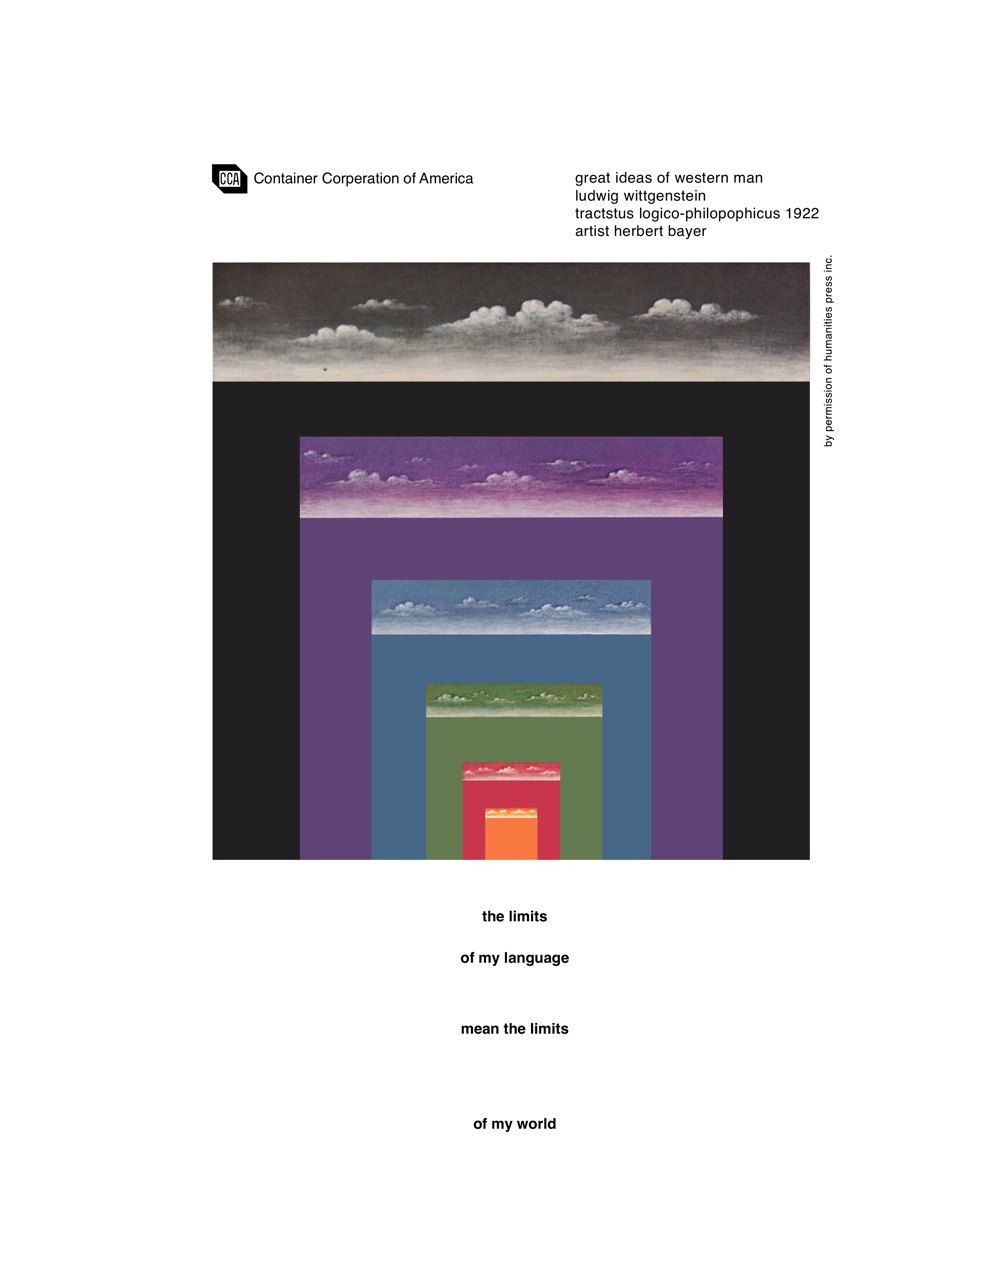 CCA
Container Corperation of America
great ideas of western man
ludwig wittgenstein
tractstus logico-philopophicus 1922
artist herbert bayer
by permission of humanities press inc.
the limits
of my language
mean the limits
of my world